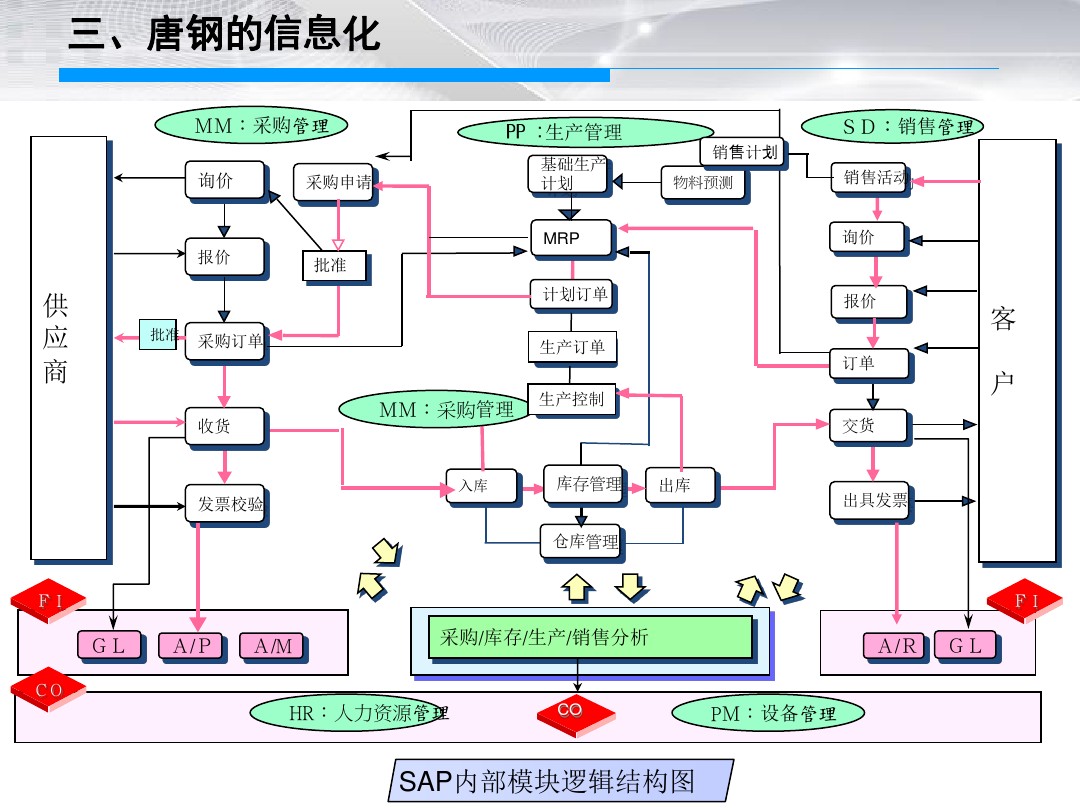 三、唐钢的信息化
MM：采购管理
PP :生产管理
ＳＤ：销售管理
供
应
商
询价
报价
批准
采购订单
收货
发票校验
采购申请
批准
基础生产
计划
物料预测
销售计划
MRP
计划订单
生产订单
生产控制
MM：采购管理
入库
库存管理
出库
仓库管理
销售活动
询价
报价
订单
交货
出具发票
客
户
ＦＩ
ＧＬ
A/P
A/M
采购/库存/生产/销售分析
A/R
ＧＬ
ＦＩ
CO
HR：人力资源管理
CO
PM：设备管理
SAP内部模块逻辑结构图